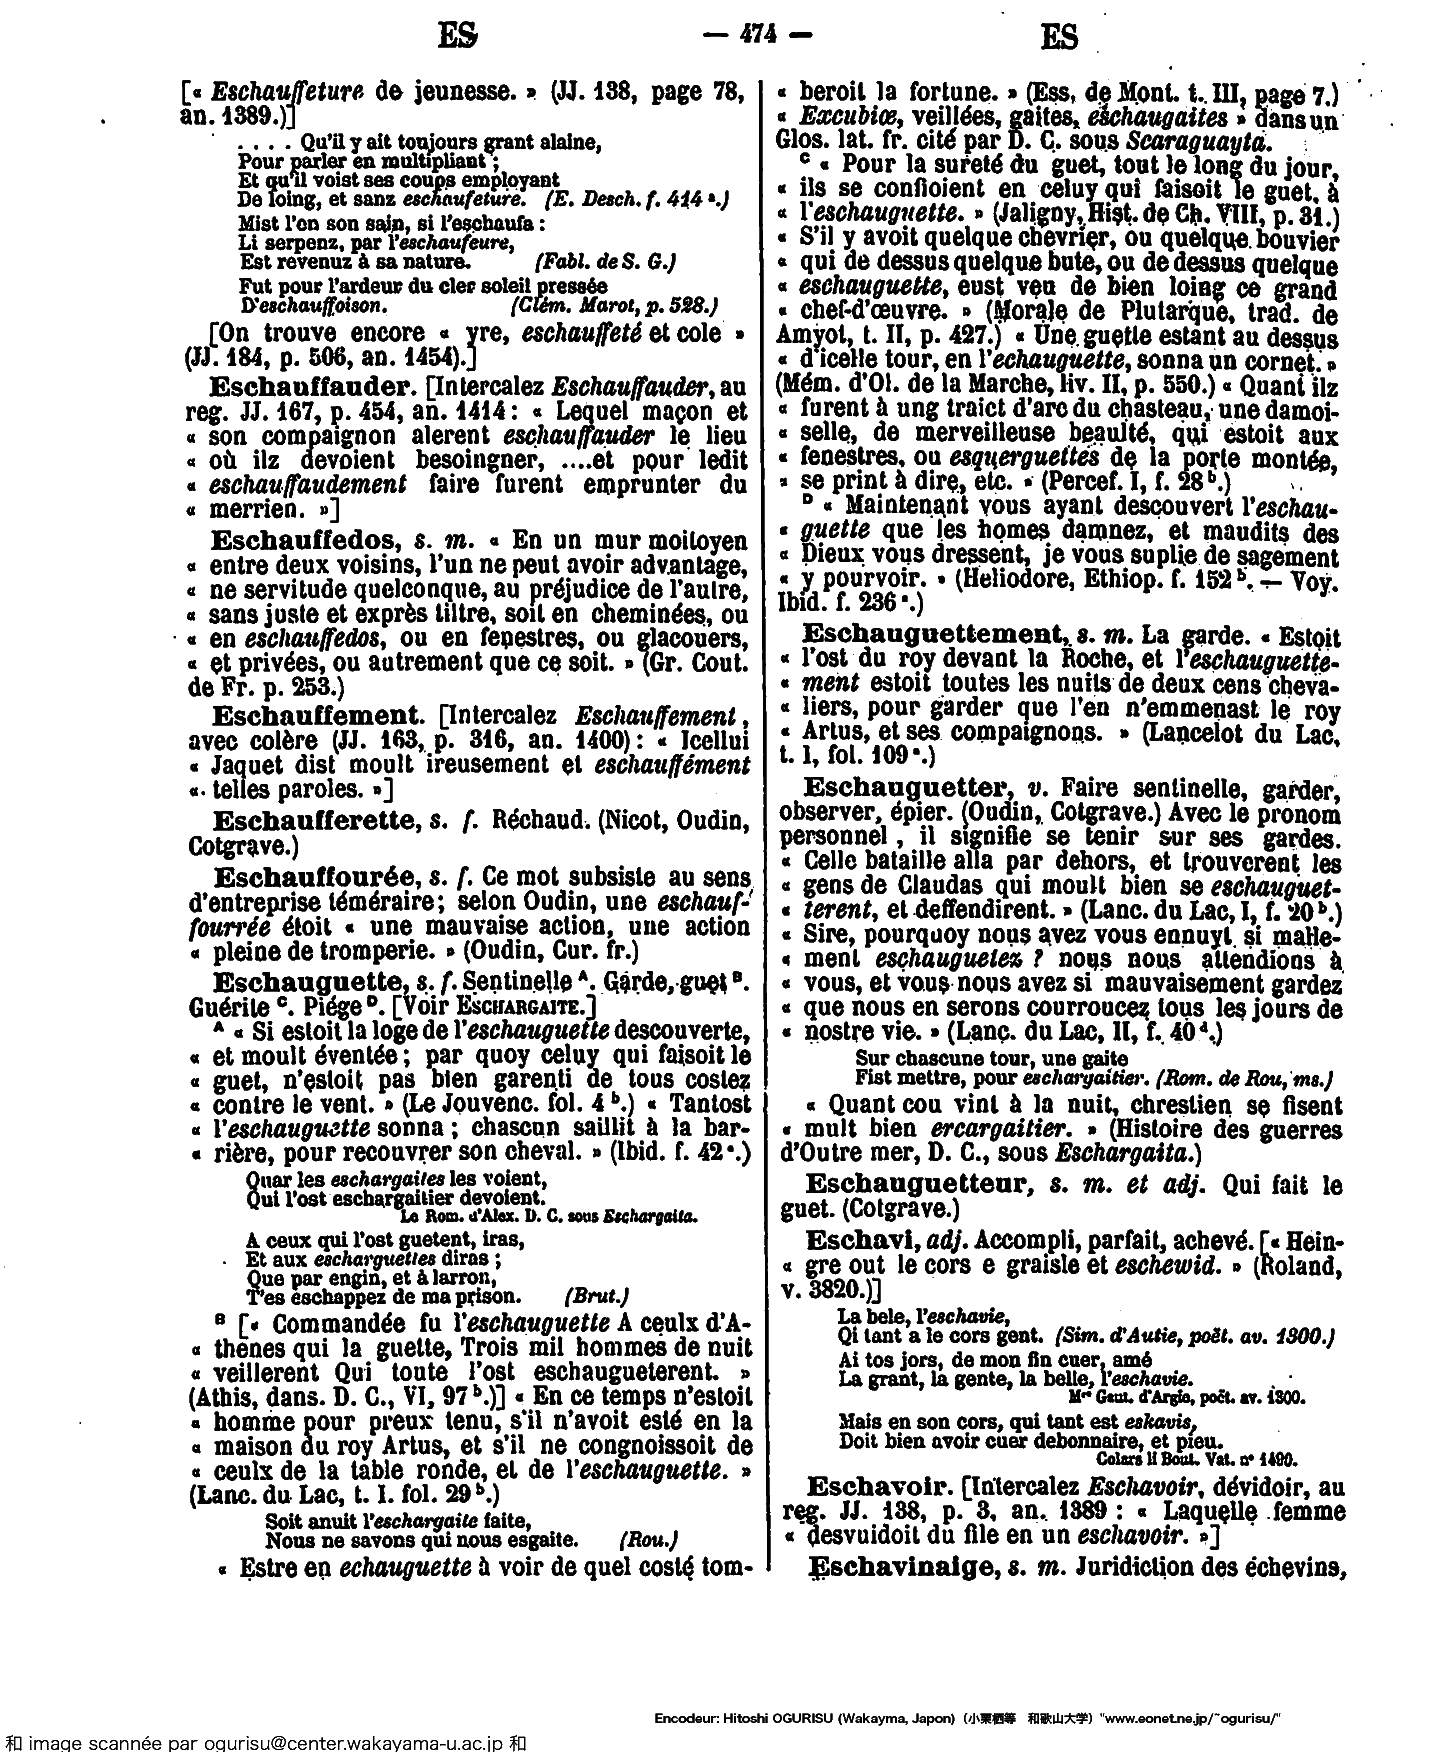 ES — 474 — ES
[« Eschauffeture de jeunesse. » (JJ. 138, page 78,
an. 1389.)]
. . . . Qu'il y ait toujours grant alaine,
Pour parler en multipliant ;
Et qu'il voist ses coups employant
De loing, et sanz eschaufeture. (E. Desch. f. 414 a.)
Mist l'on son sain, si l'eschaufa :
Li serpenz, par l'eschaufeure,
Est revenuz à sa nature. (Fabl. de S. G.)
Fut pour l'ardeur du cler soleil pressée
D'eschauffoison. (Clém. Marot, p. 528.)
[On trouve encore « yre, eschauffeté et cole »
(JJ. 184, p. 506, an. 1454).]
Eschauffauder. [Intercalez Eschauffauder, au
reg. JJ. 167, p. 454, an. 1414 : « Lequel maçon et
« son compaignon alerent eschauffauder le lieu
« où ilz devoient besoingner, ....et pour ledit
« eschauffaudement faire furent emprunter du
« merrien. »]
Eschauffedos, s. m. « En un mur moitoyen
« entre deux voisins, l'un ne peut avoir advantage,
« ne servitude quelconque, au préjudice de l'autre,
« sans juste et exprès tiltre, soit en cheminées, ou
« en eschauffedos, ou en fenestres, ou glacouers,
« et privées, ou autrement que ce soit. » (Gr. Cout.
de Fr. p. 253.)
Eschauffement. [Intercalez Eschauffement,
avec colère (JJ. 163, p. 316, an. 1400) : « Icellui
« Jaquet dist moult ireusement et eschauffément
« telles paroles. »]
Eschaufferette, s. f. Réchaud. (Nicot, Oudin,
Cotgrave.)
Eschauffourée, s. f. Ce mot subsiste au sens
d'entreprise téméraire; selon Oudin, une eschauf-
fourrée étoit « une mauvaise action, une action
« pleine de tromperie. » (Oudin, Cur. fr.)
Eschauguette, s. f. Sentinelle A. Garde, guet B.
Guérite C. Piége D. [Voir ESCHARGAITE.]
A « Si estoit la loge de l'eschauguette descouverte,
« et moult éventée ; par quoy celuy qui faisoit le
« guet, n'estoit pas bien garenti de tous costez
« contre le vent. » (Le Jouvenc. fol. 4 b.) « Tantost
« l'eschauguette sonna ; chascun saillit à la bar-
« rière, pour recouvrer son cheval. » (Ibid. f. 42 a.)
Quar les eschargaites les voient,
Qui l'ost eschargaitier devoient.
Le Rom. d'Alex. D. C. sous Eschargaita.
A ceux qui l'ost guetent, iras,
Et aux escharguettes diras ;
Que par engin, et à larron,
T'es eschappez de ma prison. (Brut.)
B [« Commandée fu l'eschauguette A ceulx d'A-
« thenes qui la guette, Trois mil hommes de nuit
« veillerent Qui toute l'ost eschaugueterent. »
(Athis, dans. D. C., VI, 97 b.)] « En ce temps n'estoit
« homme pour preux tenu, s'il n'avoit esté en la
« maison du roy Artus, et s'il ne congnoissoit de
« ceulx de la table ronde, et de l'eschauguette. »
(Lanc. du Lac, t. I. fol. 29 b.)
Soit anuit l'eschargaite faite,
Nous ne savons qui nous esgaite. (Rou.)
« Estre en echauguette à voir de quel costé tom-
« beroit la fortune. » (Ess. de Mont. t. III, page 7.)
« Excubiœ, veillées, gaites, eschaugaites » dans un
Glos. lat. fr. cité par D. C. sous Scaraguayta.
C « Pour la sureté du guet, tout le long du jour,
« ils se confioient en celuy qui faisoit le guet, à
« l'eschauguette. » (Jaligny, Hist. de Ch. VIII, p. 31.)
« S'il y avoit quelque chevrier, ou quelque bouvier
« qui de dessus quelque bute, ou de dessus quelque
« eschauguette, eust veu de bien loing ce grand
« chef-d'œuvre. » (Morale de Plutarque, trad. de
Amyot, t. II, p. 427.) « Une guette estant au dessus
« d'icelle tour, en l'echauguette, sonna un cornet. »
(Mém. d'Ol. de la Marche, liv. II, p. 550.) « Quant ilz
« furent à ung traict d'arc du chasteau, une damoi-
« selle, de merveilleuse beaulté, qui estoit aux
« fenestres, ou esquerguettes de la porte montée,
« se print à dire, etc. » (Percef. I, f. 28 b.)
D « Maintenant vous ayant descouvert l'eschau-
« guette que les homes damnez, et maudits des
« Dieux vous dressent, je vous suplie de sagement
« y pourvoir. » (Heliodore, Ethiop. f. 152 b. — Voy.
Ibid. f. 236 a.)
Eschauguettement, s. m. La garde. « Estoit
« l'ost du roy devant la Roche, et l'eschauguette-
« ment estoit toutes les nuits de deux cens cheva-
« liers, pour garder que l'en n'emmenast le roy
« Artus, et ses compaignons. » (Lancelot du Lac,
t. I, fol. 109 a.)
Eschauguetter, v. Faire sentinelle, garder,
observer, épier. (Oudin, Cotgrave.) Avec le pronom
personnel , il signifie se tenir sur ses gardes.
« Celle bataille alla par dehors, et trouverent les
« gens de Claudas qui moult bien se eschauguet-
« terent, et deffendirent. » (Lanc. du Lac, I, f. 20 b.)
« Sire, pourquoy nous avez vous ennuyt si malle-
« ment eschauguetez ? nous nous attendions à
« vous, et vous nous avez si mauvaisement gardez
« que nous en serons courroucez tous les jours de
« nostre vie. » (Lanc. du Lac, II, f. 40 d.)
Sur chascune tour, une gaite
Fist mettre, pour eschargaitier. (Rom. de Rou, ms.)
« Quant cou vint à la nuit, chrestien se fisent
« mult bien ercargaitier. » (Histoire des guerres
d'Outre mer, D. C., sous Eschargaita.)
Eschauguetteur, s. m. et adj. Qui fait le
guet. (Cotgrave.)
Eschavi, adj. Accompli, parfait, achevé. [« Hein-
« gre out le cors e graisle et eschewid. » (Roland,
v. 3820.)]
La bele, l'eschavie,
Qi tant a le cors gent. (Sim. d'Autie, poët. av. 1300.)
Ai tos jors, de mon fin cuer, amé
La grant, la gente, la belle, l'eschavie.
Mre Gaut. d'Argie, poët. av. 1300.
Mais en son cors, qui tant est eskavis,
Doit bien avoir cuer debonnaire, et pieu.
Colars li Bout. Vat. n° 1490.
Eschavoir. [Intercalez Eschavoir, dévidoir, au
reg. JJ. 138, p. 3, an. 1389 : « Laquelle femme
« desvuidoit du file en un eschavoir. »]
Eschavinaige, s. m. Juridiction des échevins,
Encodeur: Hitoshi OGURISU (Wakayma, Japon) (小栗栖等 和歌山大学) "www.eonet.ne.jp/~ogurisu/"
和 image scannée par ogurisu@center.wakayama-u.ac.jp 和